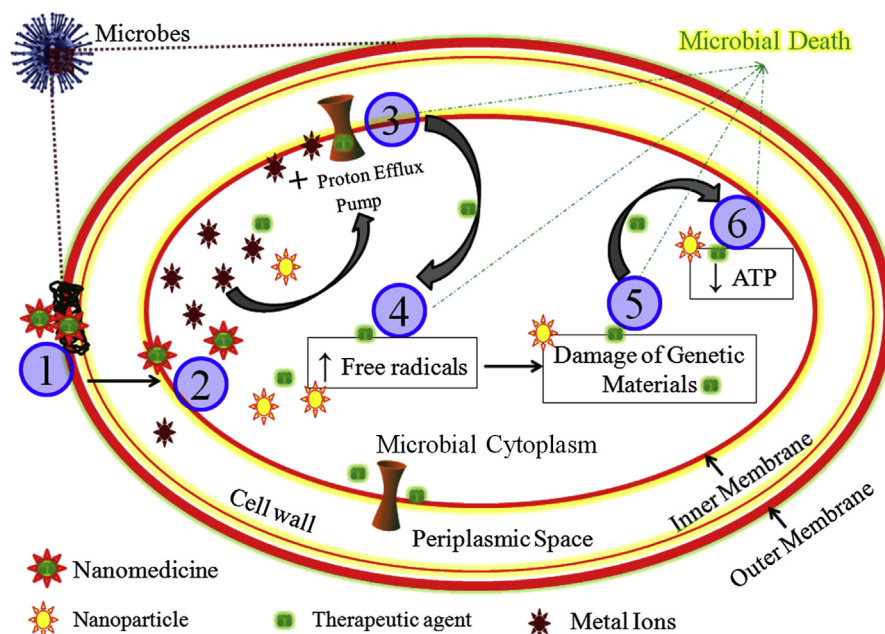 Microbes
Microbial Death
3
+ Proton Efflux
Pump
6
↓ ATP
4
5
↑ Free radicals
Damage of Genetic
Materials
1
2
Microbial Cytoplasm
Cell wall
Periplasmic Space
Inner Membrane
Outer Membrane
Nanomedicine
Nanoparticle
Therapeutic agent
Metal Ions